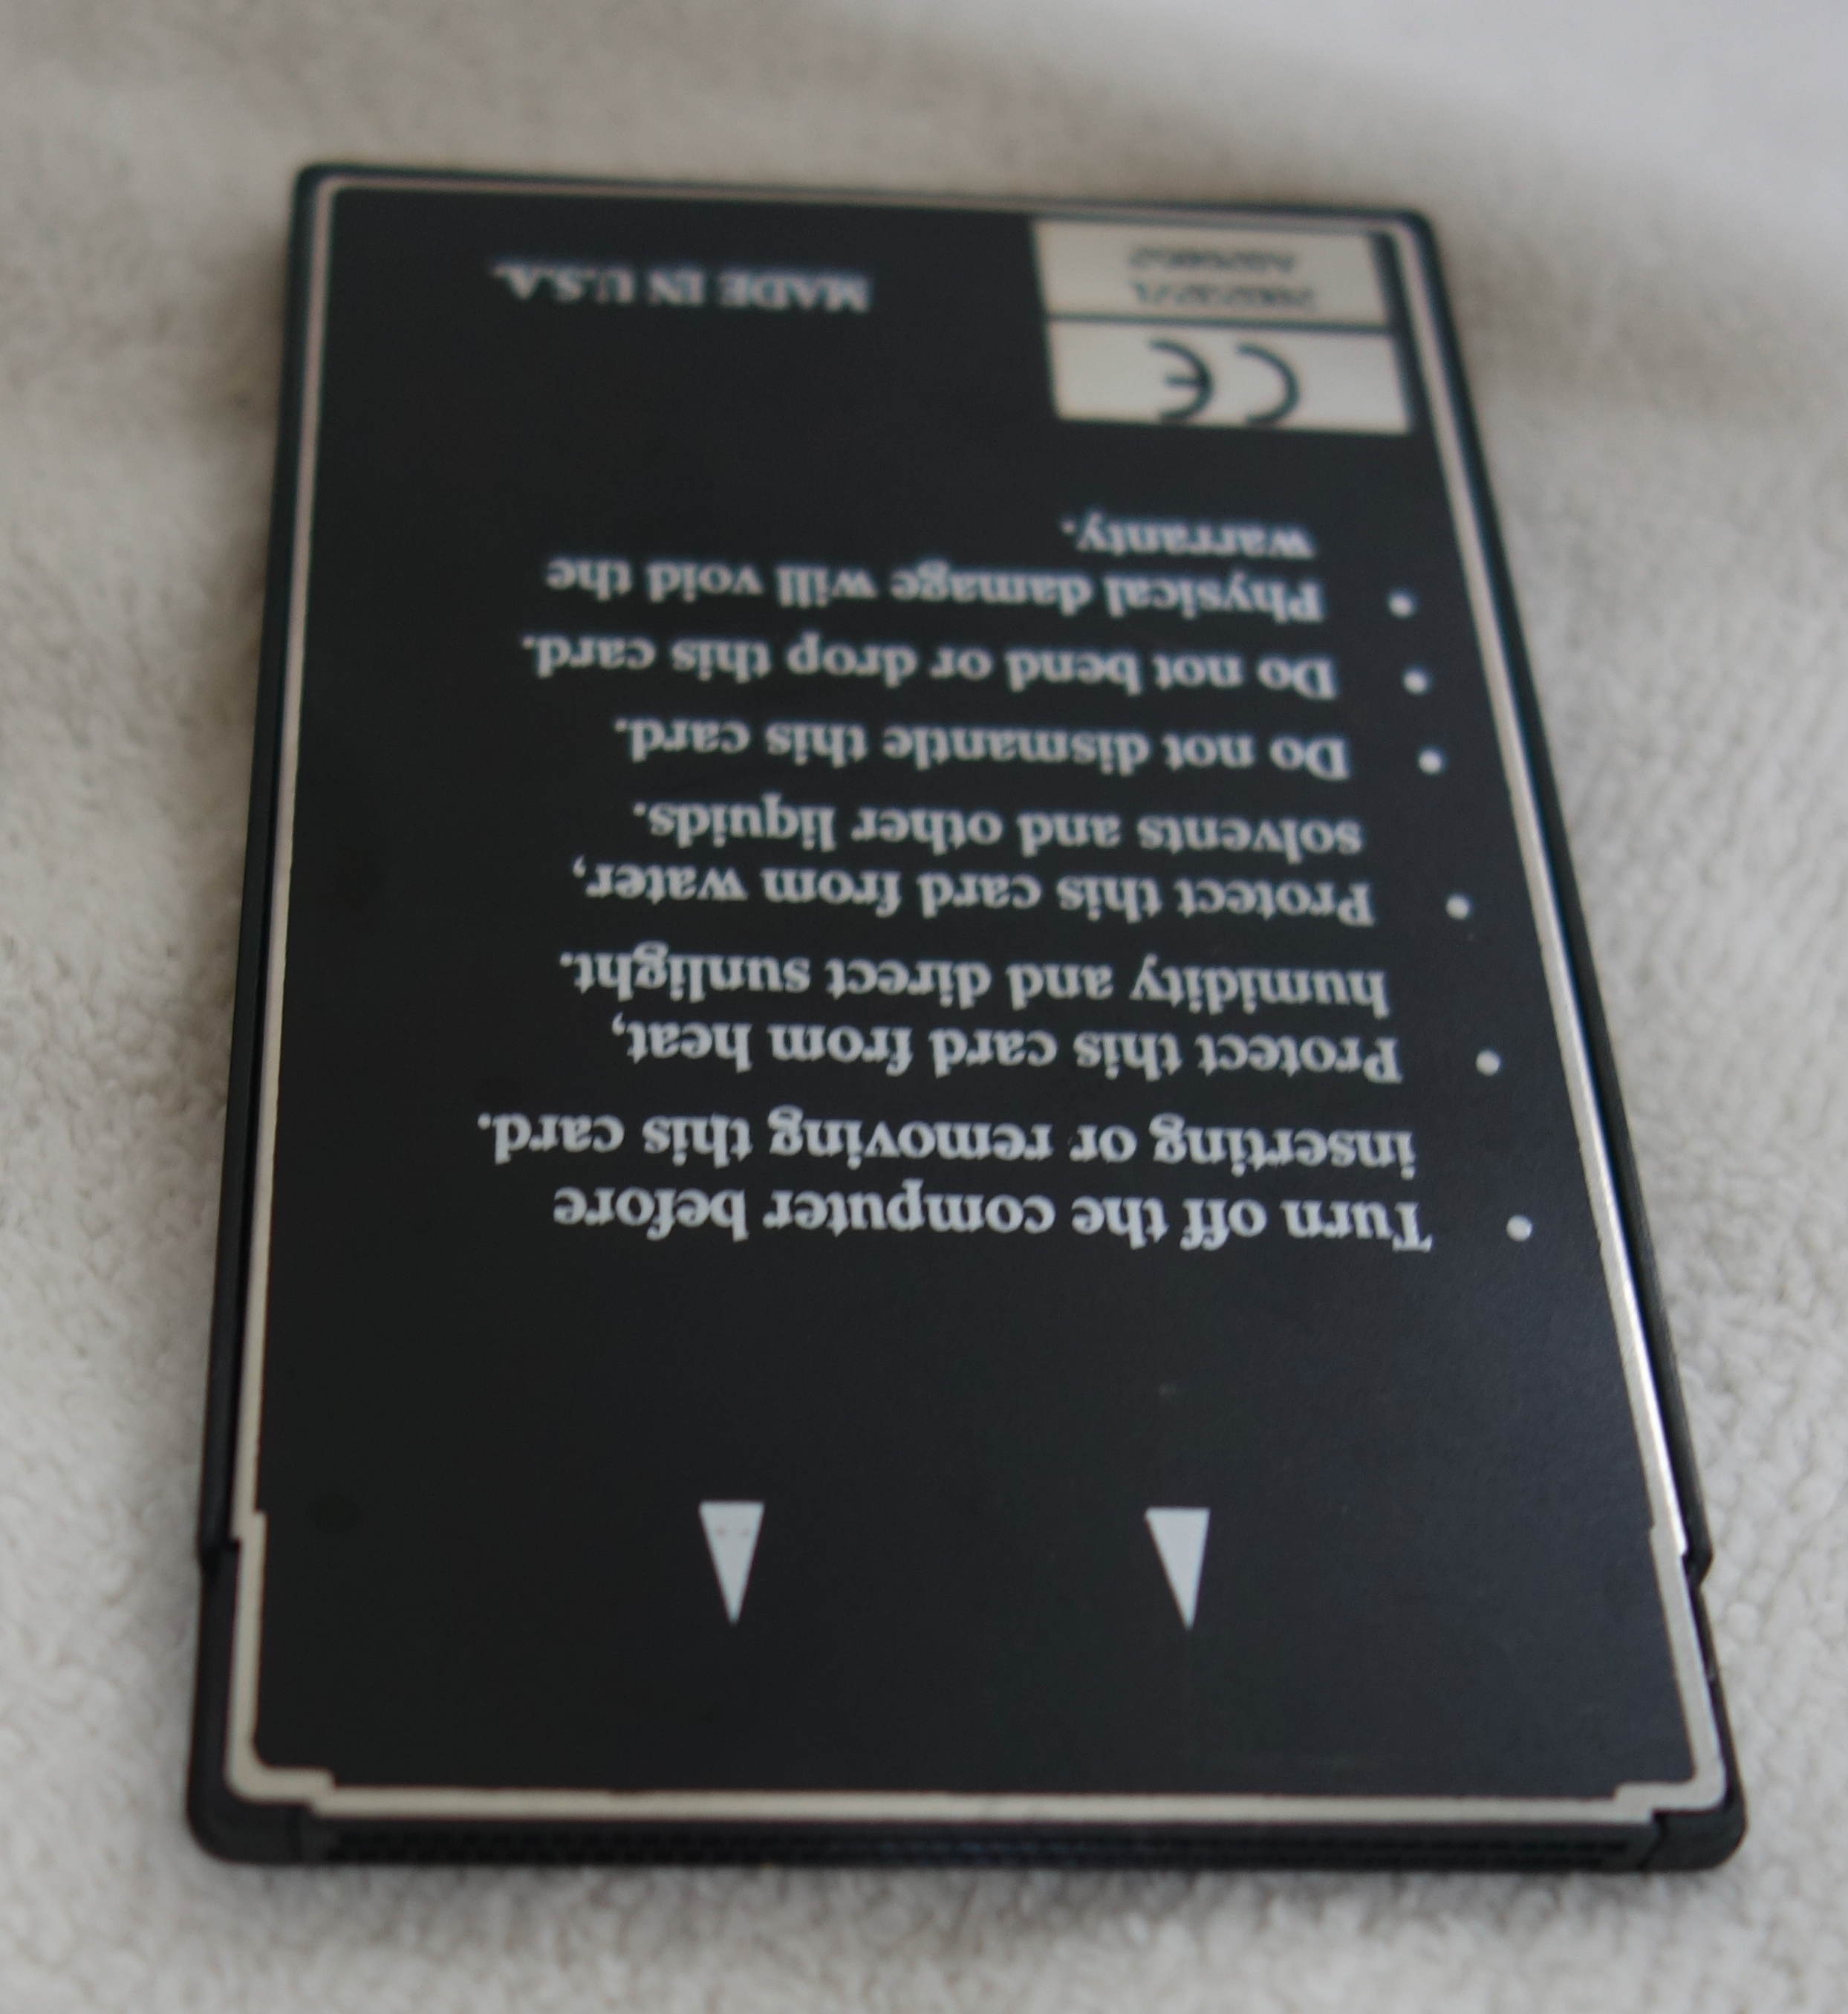 • Turn off the computer before
inserting or removing this card.
• Protect this card from heat,
humidity and direct sunlight.
• Protect this card from water,
solvents and other liquids.
• Do not dismantle this card.
• Do not bend or drop this card.
• Physical damage will void the
warranty.
CE
MADE IN U.S.A.